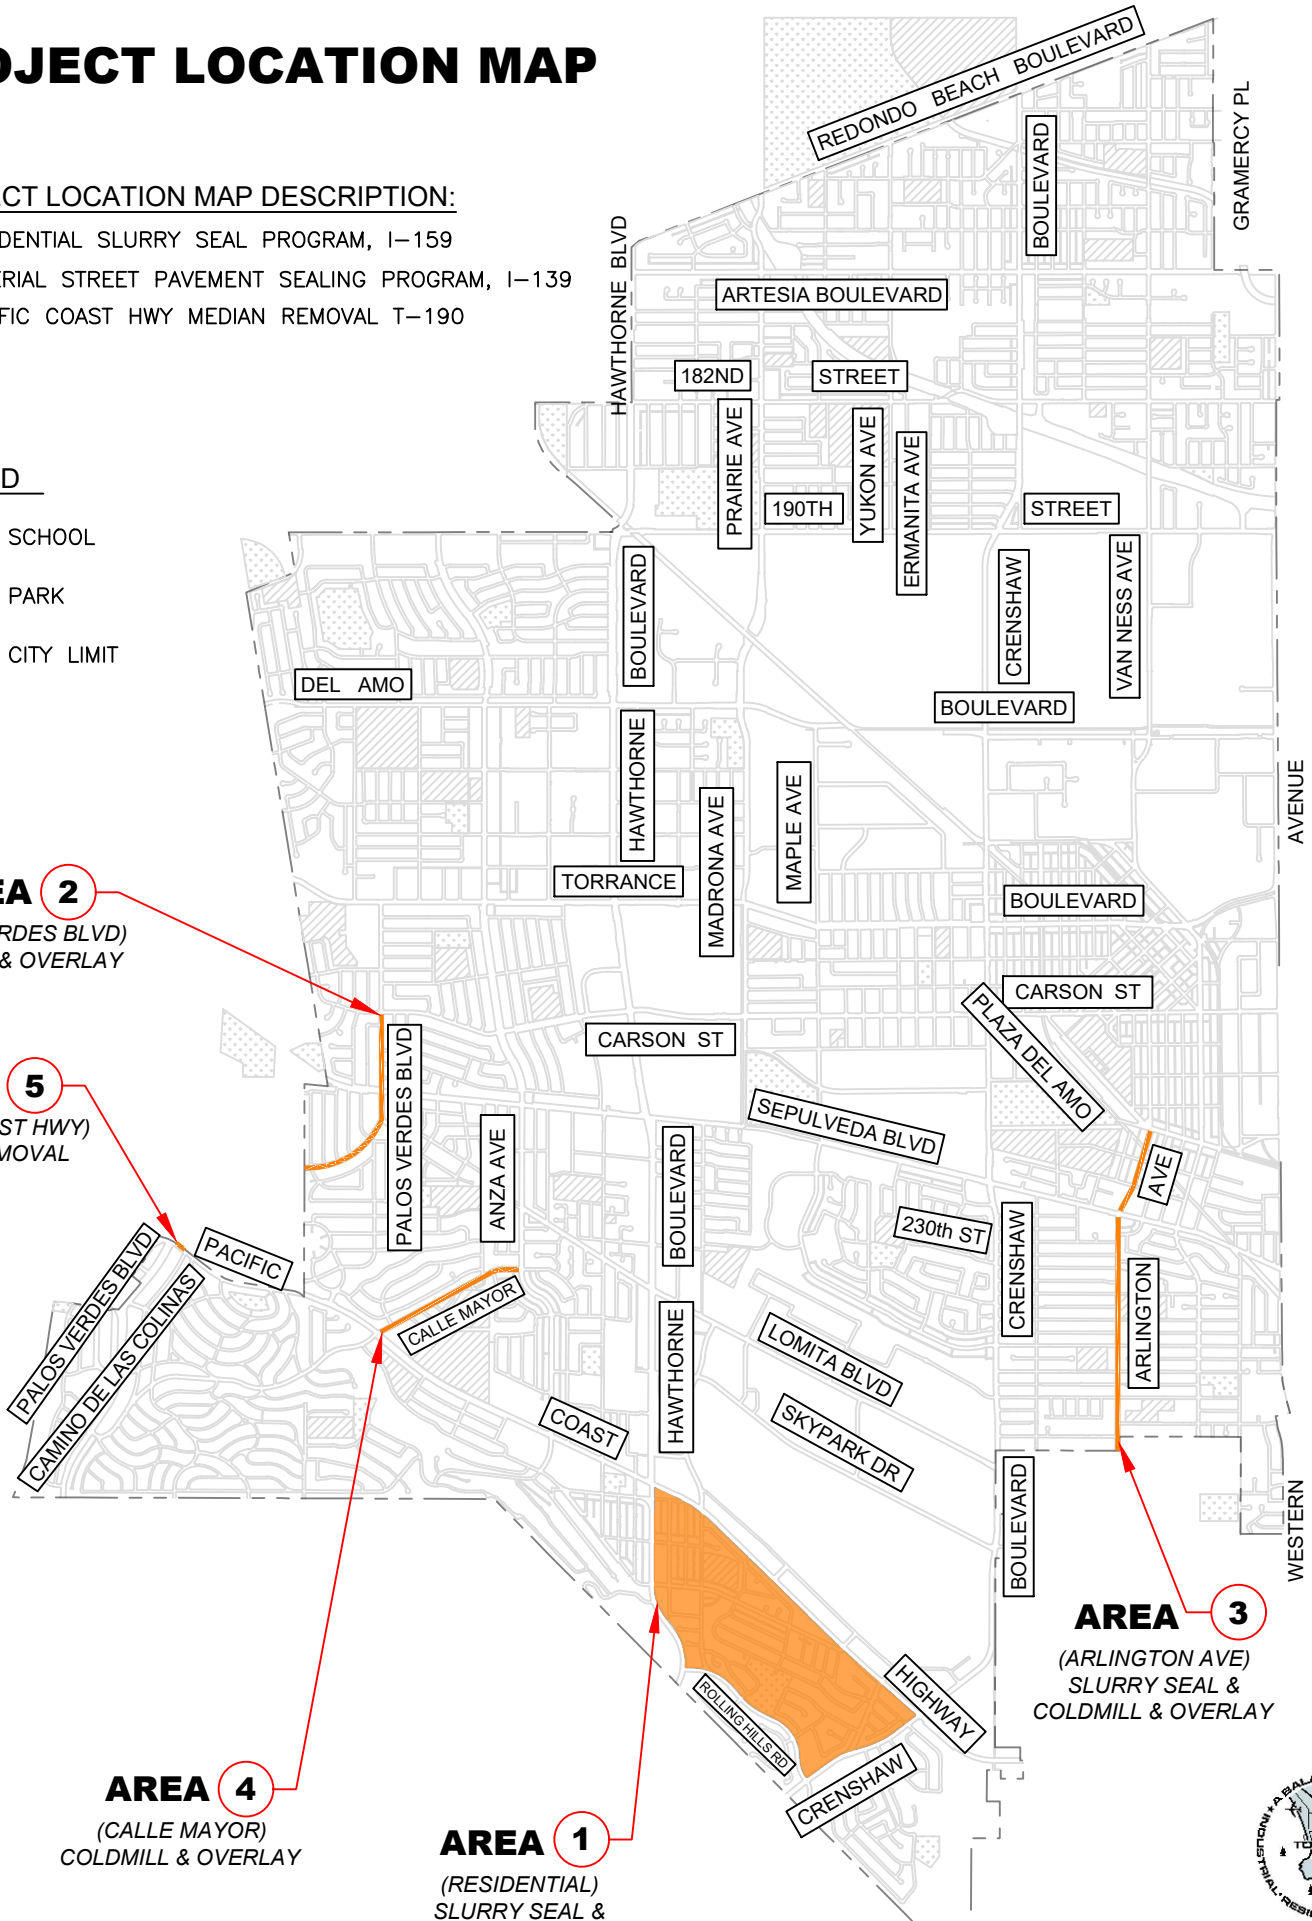 OJECT LOCATION MAP
ECT LOCATION MAP DESCRIPTION:
DENTIAL SLURRY SEAL PROGRAM, I-159
ERIAL STREET PAVEMENT SEALING PROGRAM, I-139
FIC COAST HWY MEDIAN REMOVAL T-190
D
SCHOOL
PARK
CITY LIMIT
REDONDO BEACH BOULEVARD
BOULEVARD
GRAMERCY PL
HAWTHORNE BLVD
ARTESIA BOULEVARD
182ND
STREET
PRAIRIE AVE
YUKON AVE
ERMANITA AVE
190TH
STREET
BOULEVARD
CRENSHAW
VAN NESS AVE
DEL AMO
BOULEVARD
HAWTHORNE
MADRONA AVE
MAPLE AVE
AVENUE
TORRANCE
BOULEVARD
EA 2
RDES BLVD)
& OVERLAY
CARSON ST
PLAZA DEL AMO
CARSON ST
PALOS VERDES BLVD
5
ST HWY)
MOVAL
SEPULVEDA BLVD
ANZA AVE
BOULEVARD
AVE
230th ST
CRENSHAW
PACIFIC
PALOS VERDES BLVD
CAMINO DE LAS COLINAS
CALLE MAYOR
HAWTHORNE
LOMITA BLVD
ARLINGTON
COAST
SKYPARK DR
BOULEVARD
WESTERN
AREA 3
(ARLINGTON AVE)
SLURRY SEAL &
COLDMILL & OVERLAY
ROLLING HILLS RD
HIGHWAY
CRENSHAW
AREA 4
(CALLE MAYOR)
COLDMILL & OVERLAY
AREA 1
(RESIDENTIAL)
SLURRY SEAL &